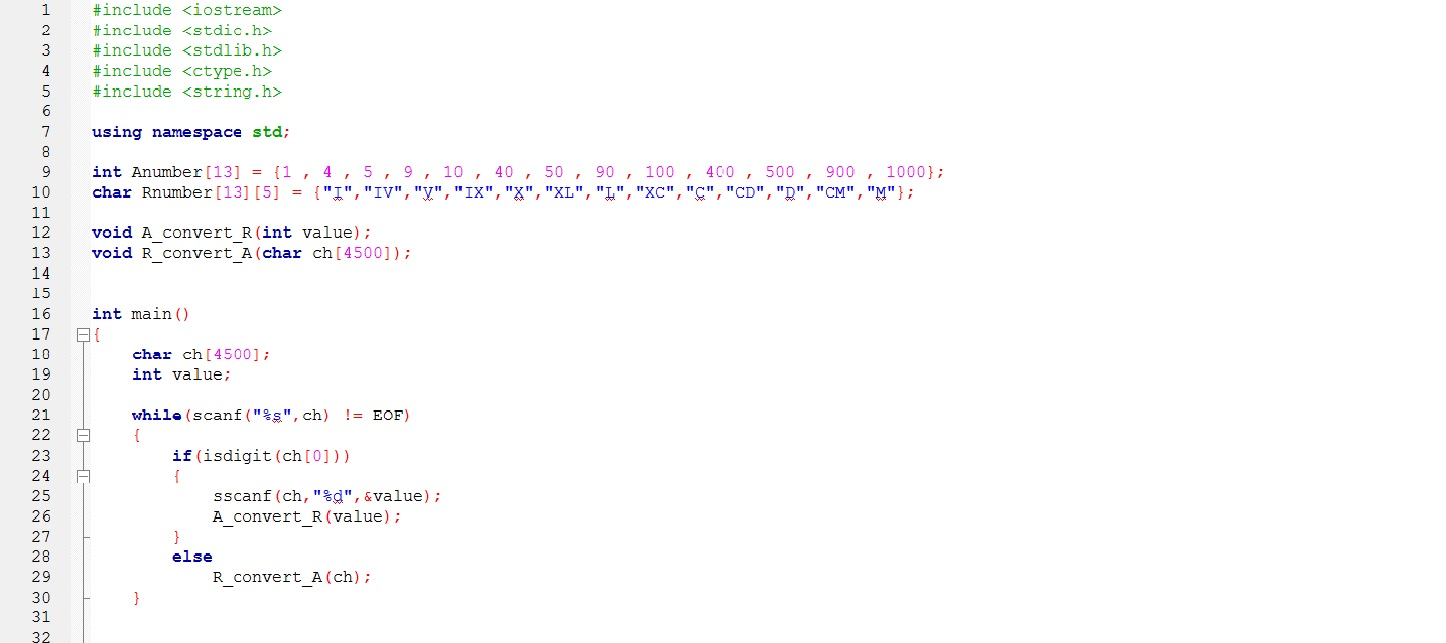 1 #include <iostream>
2 #include <stdio.h>
3 #include <stdlib.h>
4 #include <ctype.h>
5 #include <string.h>
6
7 using namespace std;
8
9 int Anumber[13] = {1 , 4 , 5 , 9 , 10 , 40 , 50 , 90 , 100 , 400 , 500 , 900 , 1000};
10 char Rnumber[13][5] = {"I","IV","V","IX","X","XL","L","XC","C","CD","D","CM","M"};
11
12 void A_convert_R(int value);
13 void R_convert_A(char ch[4500]);
14
15
16 int main()
17 {
18 char ch[4500];
19 int value;
20
21 while(scanf("%s",ch) != EOF)
22 {
23 if(isdigit(ch[0]))
24 {
25 sscanf(ch,"%d",&value);
26 A_convert_R(value);
27 }
28 else
29 R_convert_A(ch);
30 }
31
32